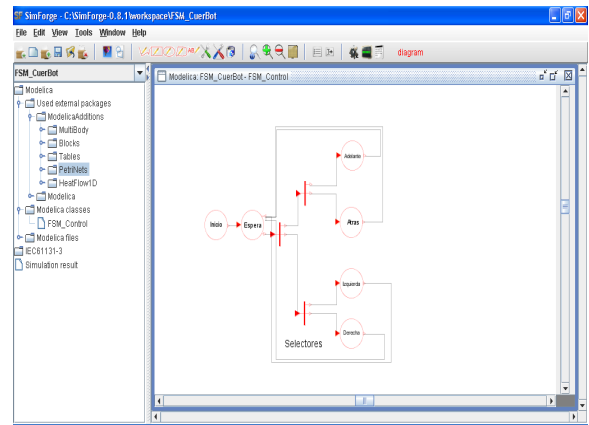 SimForge - C:\SimForge-0.8.1\workspace\FSM_CuerBot
File Edit View Tools Window Help
diagram
FSM_CuerBot
Modelica: FSM_CuerBot - FSM_Control
Modelica
Used external packages
ModelicaAdditions
MultiBody
Blocks
Tables
PetriNets
HeatFlow1D
Modelica
Modelica classes
FSM_Control
Modelica files
IEC61131-3
Simulation result
Adelante
Inicio
Espera
Atras
Izquierda
Derecha
Selectores